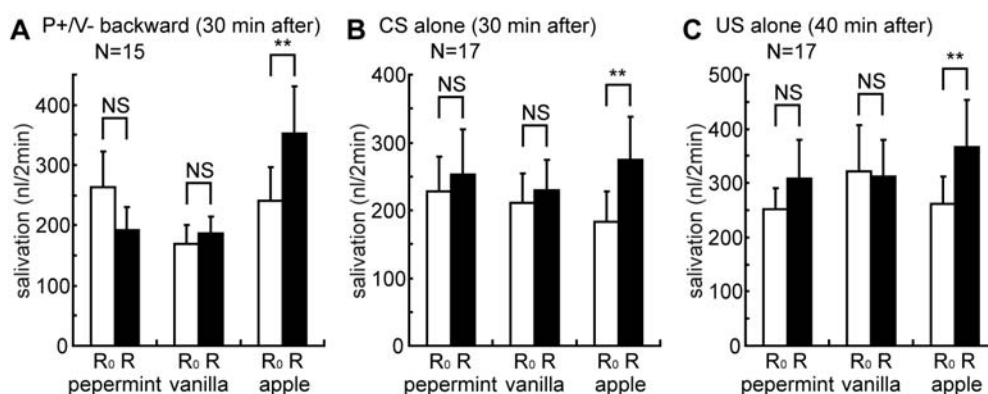 A P+/V- backward (30 min after)
N=15
**
NS
NS
salivation (nl/2min)
400
300
200
100
0
R₀ R R₀ R R₀ R
pepermint vanilla apple
B CS alone (30 min after)
N=17
**
NS
NS
salivation (nl/2min)
400
300
200
100
0
R₀ R R₀ R R₀ R
pepermint vanilla apple
C US alone (40 min after)
N=17
**
NS
NS
salivation (nl/2min)
500
400
300
200
100
0
R₀ R R₀ R R₀ R
pepermint vanilla apple